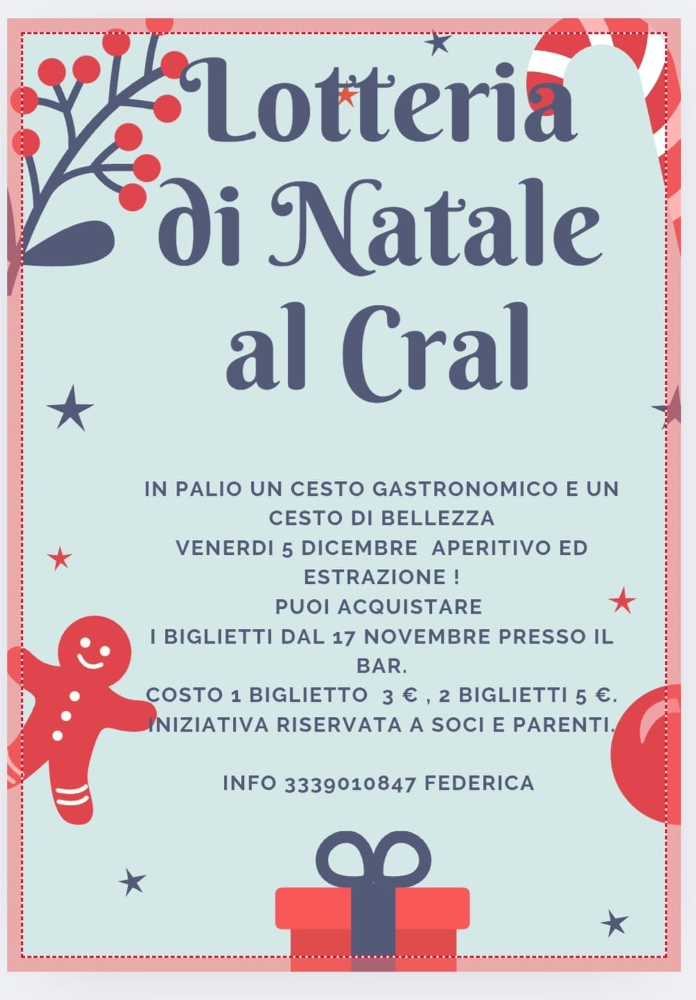 Lotteria
di Natale
al Cral
IN PALIO UN CESTO GASTRONOMICO E UN
CESTO DI BELLEZZA
VENERDI 5 DICEMBRE  APERITIVO ED
ESTRAZIONE !
PUOI ACQUISTARE
I BIGLIETTI DAL 17 NOVEMBRE PRESSO IL
BAR.
COSTO 1 BIGLIETTO  3 € , 2 BIGLIETTI 5 €.
INIZIATIVA RISERVATA A SOCI E PARENTI.
INFO 3339010847 FEDERICA